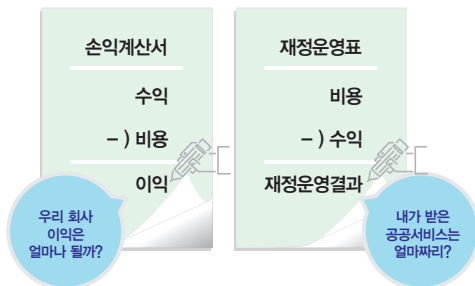 손익계산서
수익
– ) 비용
이익
우리 회사
이익은
얼마나 될까?
재정운영표
비용
– ) 수익
재정운영결과
내가 받은
공공서비스는
얼마짜리?